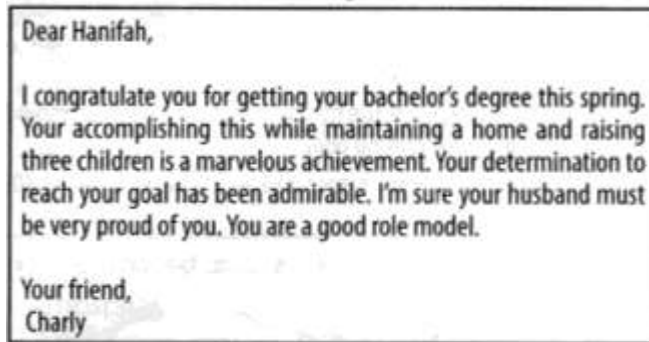 Dear Hanifah,
I congratulate you for getting your bachelor's degree this spring.
Your accomplishing this while maintaining a home and raising
three children is a marvelous achievement. Your determination to
reach your goal has been admirable. I'm sure your husband must
be very proud of you. You are a good role model.
Your friend,
Charly